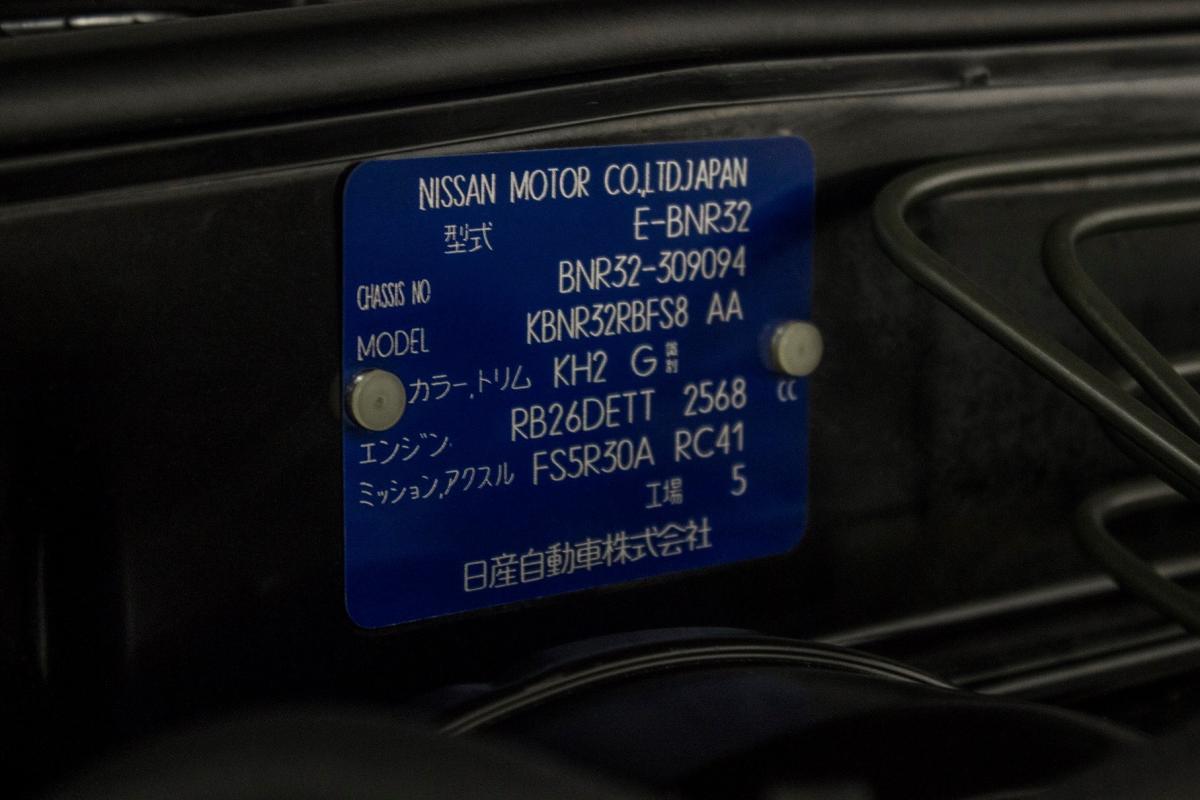 NISSAN MOTOR CO.,LTD.JAPAN
型式 E-BNR32
CHASSIS NO BNR32-309094
MODEL KBNR32RBFS8 AA
カラー,トリム KH2 G
エンジン RB26DETT 2568 cc
ミッション,アクスル FS5R30A RC41
工場 5
日産自動車株式会社